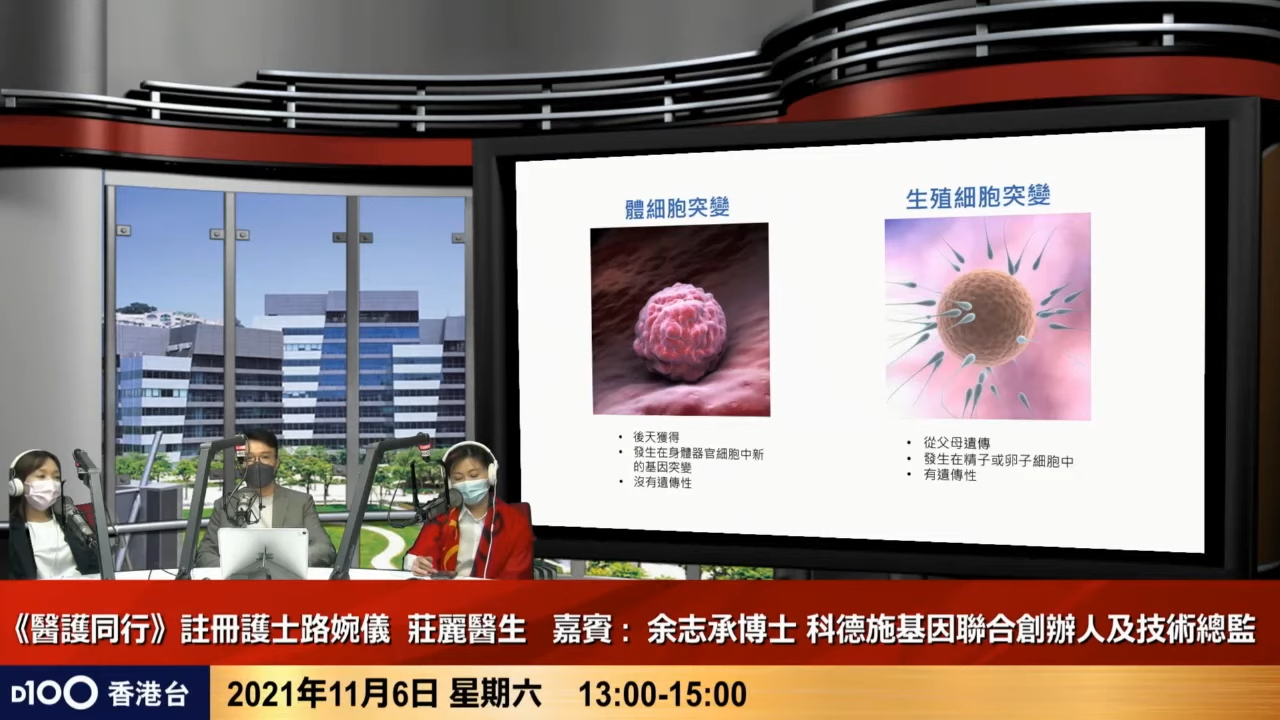 體細胞突變
生殖細胞突變
• 後天獲得
• 發生在身體器官細胞中新
的基因突變
• 沒有遺傳性
• 從父母遺傳
• 發生在精子或卵子細胞中
• 有遺傳性
《醫護同行》註冊護士路婉儀 莊麗醫生 嘉賓： 余志承博士 科德施基因聯合創辦人及技術總監
D100 香港台
2021年11月6日 星期六 13:00-15:00